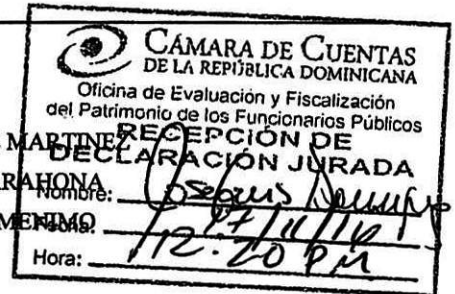 CÁMARA DE CUENTAS
DE LA REPÚBLICA DOMINICANA
Oficina de Evaluación y Fiscalización
del Patrimonio de los Funcionarios Públicos
RECEPCIÓN DE
MARTINEZ
DECLARACIÓN JURADA
RAHONA
Nombre:
MENIMO
Fecha:
Hora: 12:20 PM